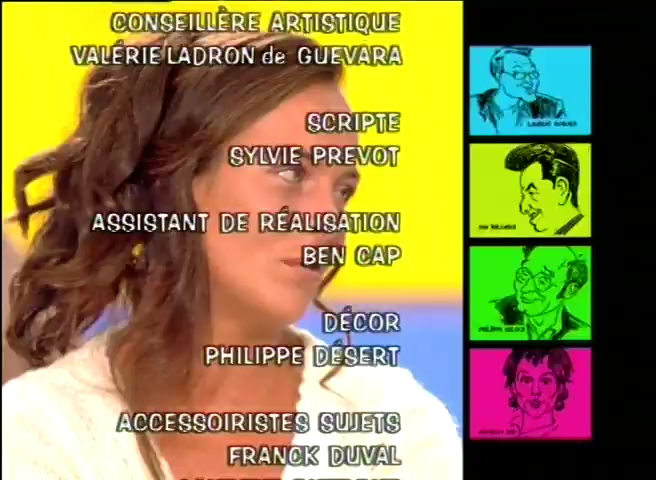 CONSEILLÈRE ARTISTIQUE
VALÉRIE LADRON de GUEVARA
SCRIPTE
SYLVIE PREVOT
ASSISTANT DE RÉALISATION
BEN CAP
DÉCOR
PHILIPPE DÉSERT
ACCESSOIRISTES SUJETS
FRANCK DUVAL